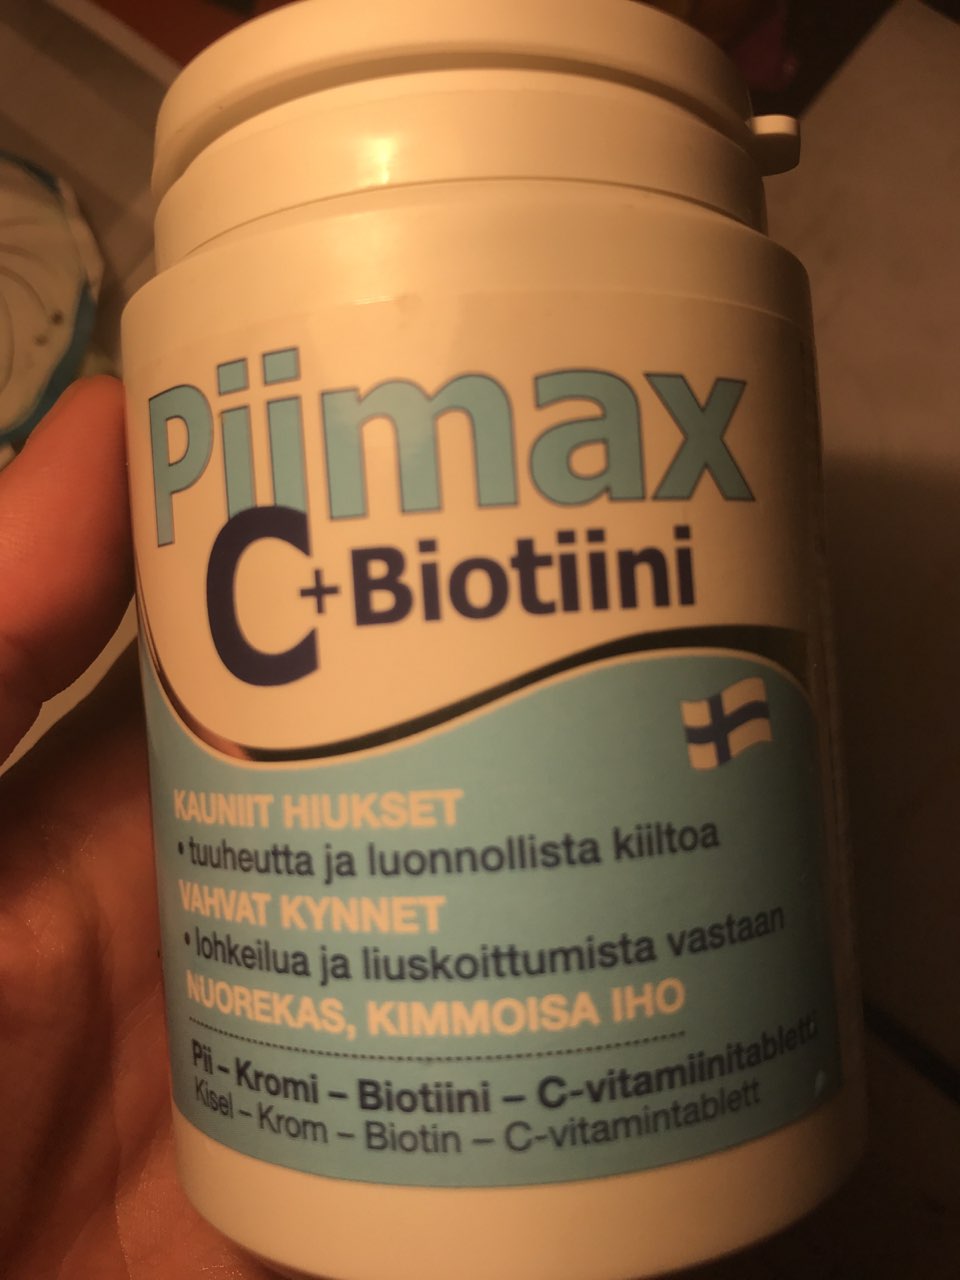 Piimax
C+Biotiini
KAUNIIT HIUKSET
• tuuheutta ja luonnollista kiiltoa
VAHVAT KYNNET
• lohkeilua ja liuskoittumista vastaan
NUOREKAS, KIMMOISA IHO
Pii – Kromi – Biotiini – C-vitamiinitabletti
Kisel – Krom – Biotin – C-vitamintablett